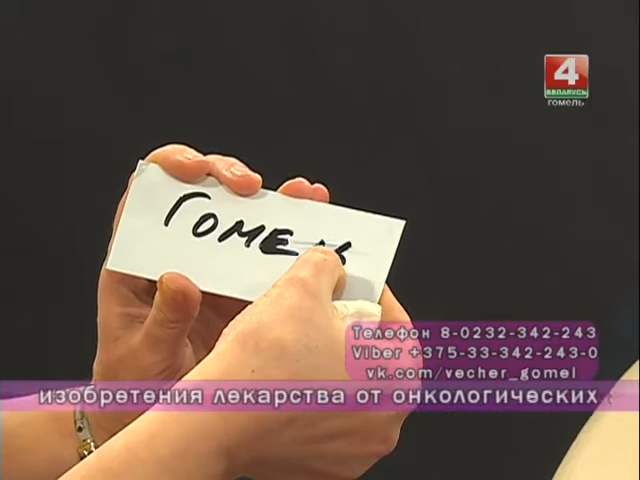 4
БЕЛАРУСЬ
ГОМЕЛЬ
Гомель
Телефон 8-0232-342-243
Viber +375-33-342-243-0
vk.com/vecher_gomel
изобретения лекарства от онкологических